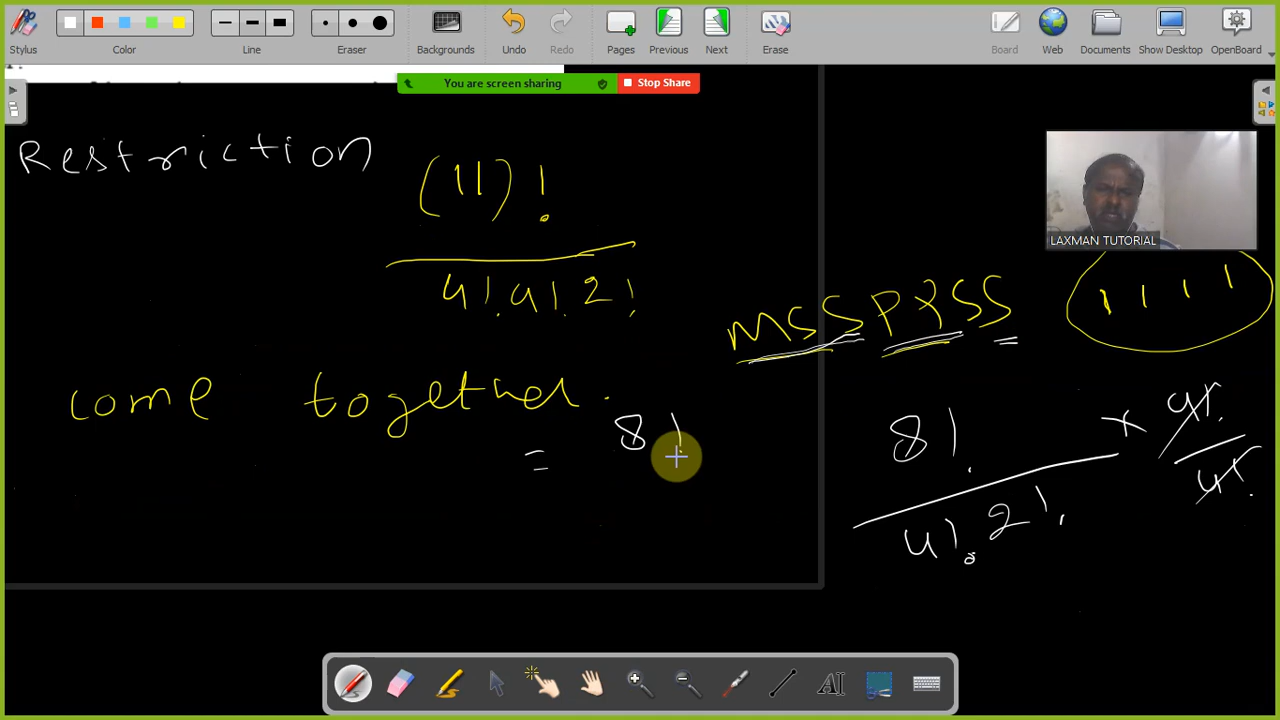 Stylus Color Line Eraser Backgrounds Undo Redo Pages Previous Next Erase Board Web Documents Show Desktop OpenBoard
You are screen sharing Stop Share
Restriction
(11)!
4!.4!.2!
LAXMAN TUTORIAL
MSSSPPSS
IIII
come together.
= 8!
8! x 4!
4!.2! 4!